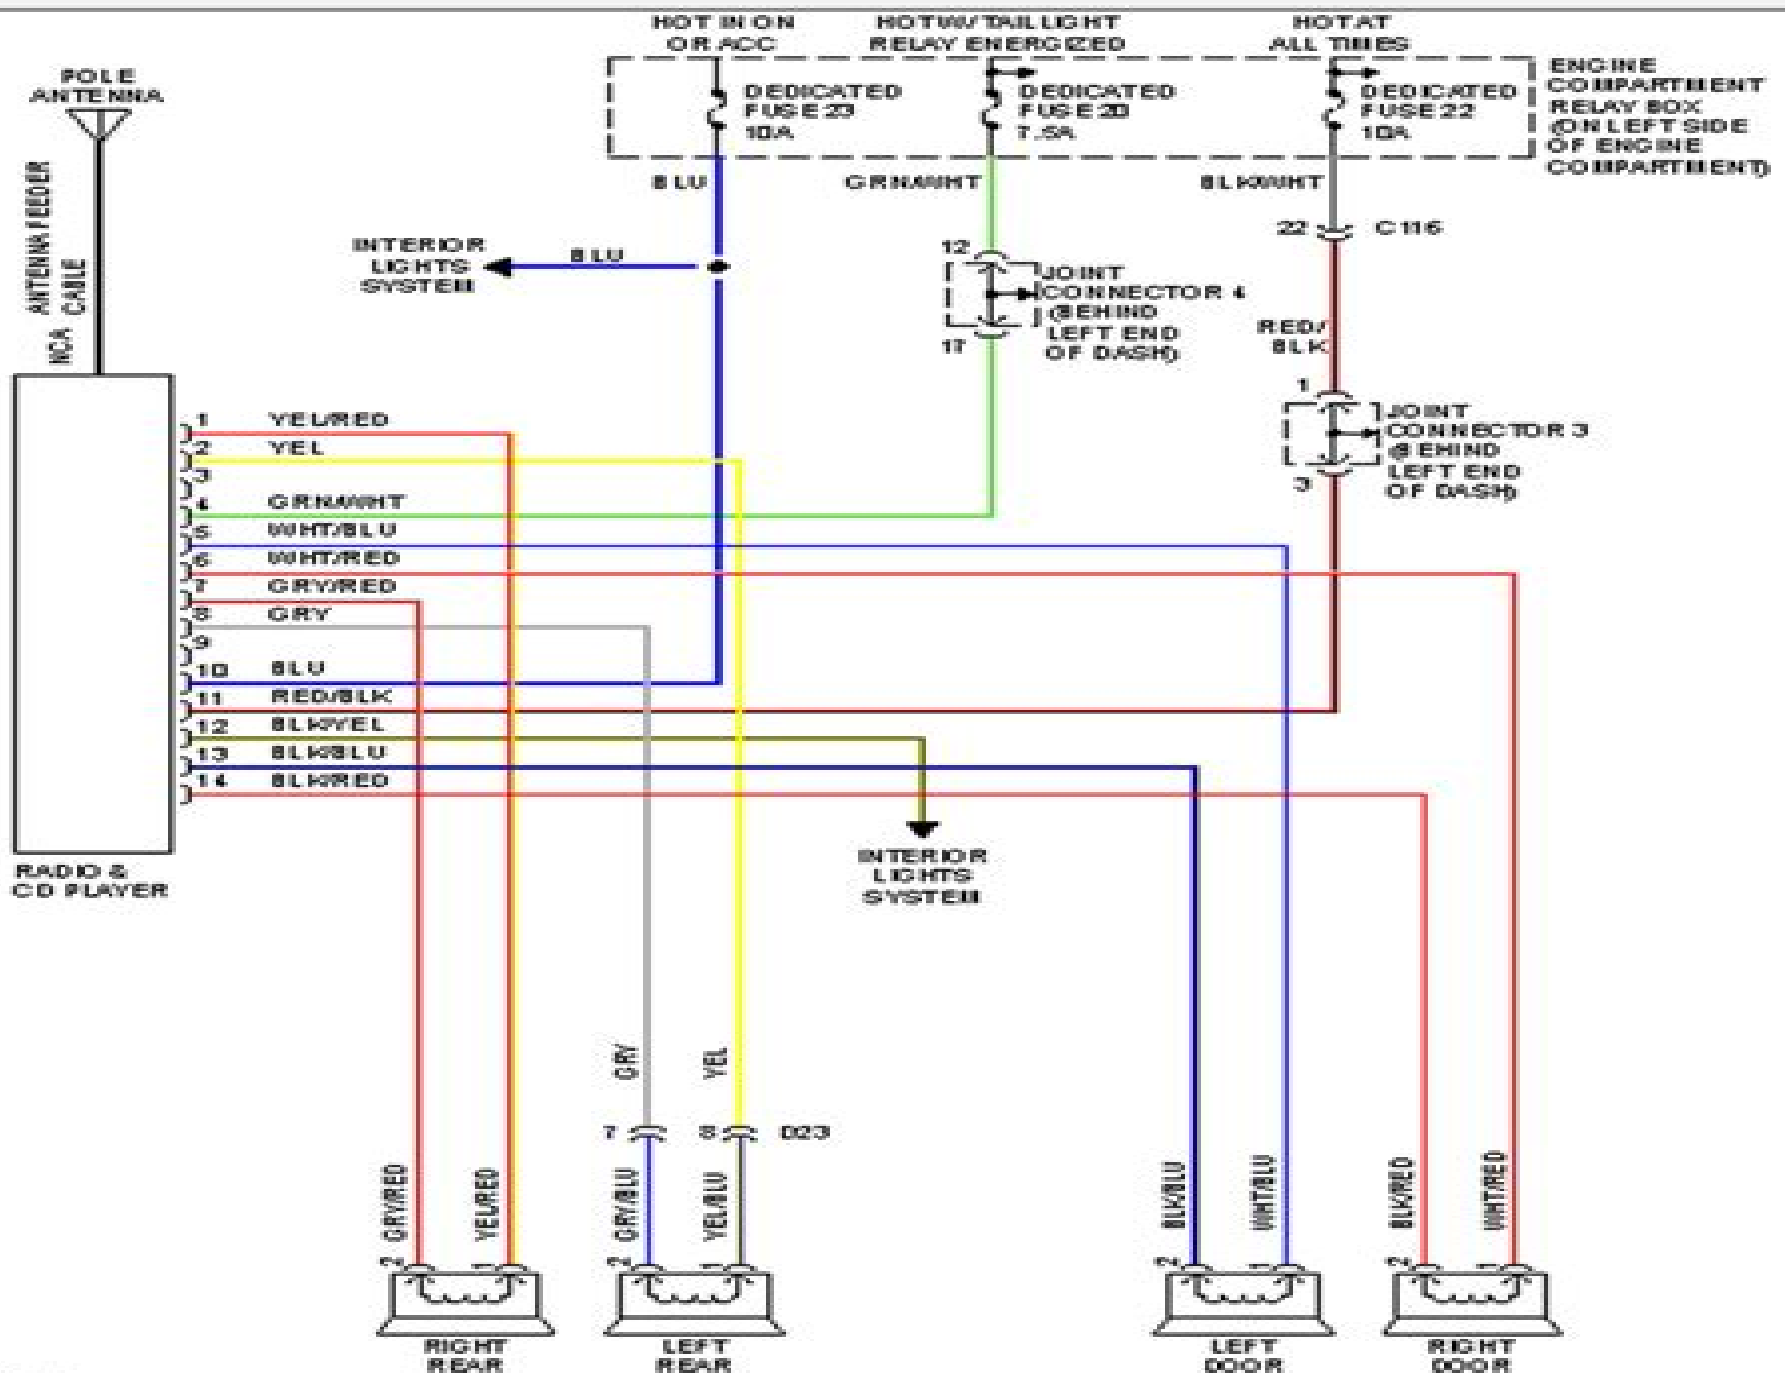 HOT IN ON
OR ACC
HOT W/ TAIL LIGHT
RELAY ENERGIZED
HOT AT
ALL TIMES
DEDICATED
FUSE 23
10A
DEDICATED
FUSE 20
7.5A
DEDICATED
FUSE 22
10A
ENGINE
COMPARTMENT
RELAY BOX
(ON LEFT SIDE
OF ENGINE
COMPARTMENT)
POLE
ANTENNA
ANTENNA FEEDER
CABLE
NCA
BLU
GRN/WHT
BLK/WHT
22
C116
INTERIOR
LIGHTS
SYSTEM
BLU
12
JOINT
CONNECTOR 4
(BEHIND
LEFT END
OF DASH)
17
RED/
BLK
1
JOINT
CONNECTOR 3
(BEHIND
LEFT END
OF DASH)
3
1 YEL/RED
2 YEL
3
4 GRN/WHT
5 WHT/BLU
6 WHT/RED
7 GRY/RED
8 GRY
9
10 BLU
11 RED/BLK
12 BLK/YEL
13 BLK/BLU
14 BLK/RED
RADIO &
CD PLAYER
INTERIOR
LIGHTS
SYSTEM
GRY
YEL
7
8
GRY/RED
YEL/RED
GRY/BLU
YEL/BLU
BLK/BLU
WHT/BLU
BLK/RED
WHT/RED
2
1
2
1
2
1
2
1
RIGHT
REAR
LEFT
REAR
LEFT
DOOR
RIGHT
DOOR